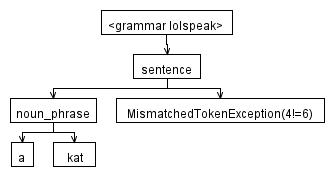 <grammar lolspeak>
sentence
noun_phrase MismatchedTokenException(4!=6)
a kat